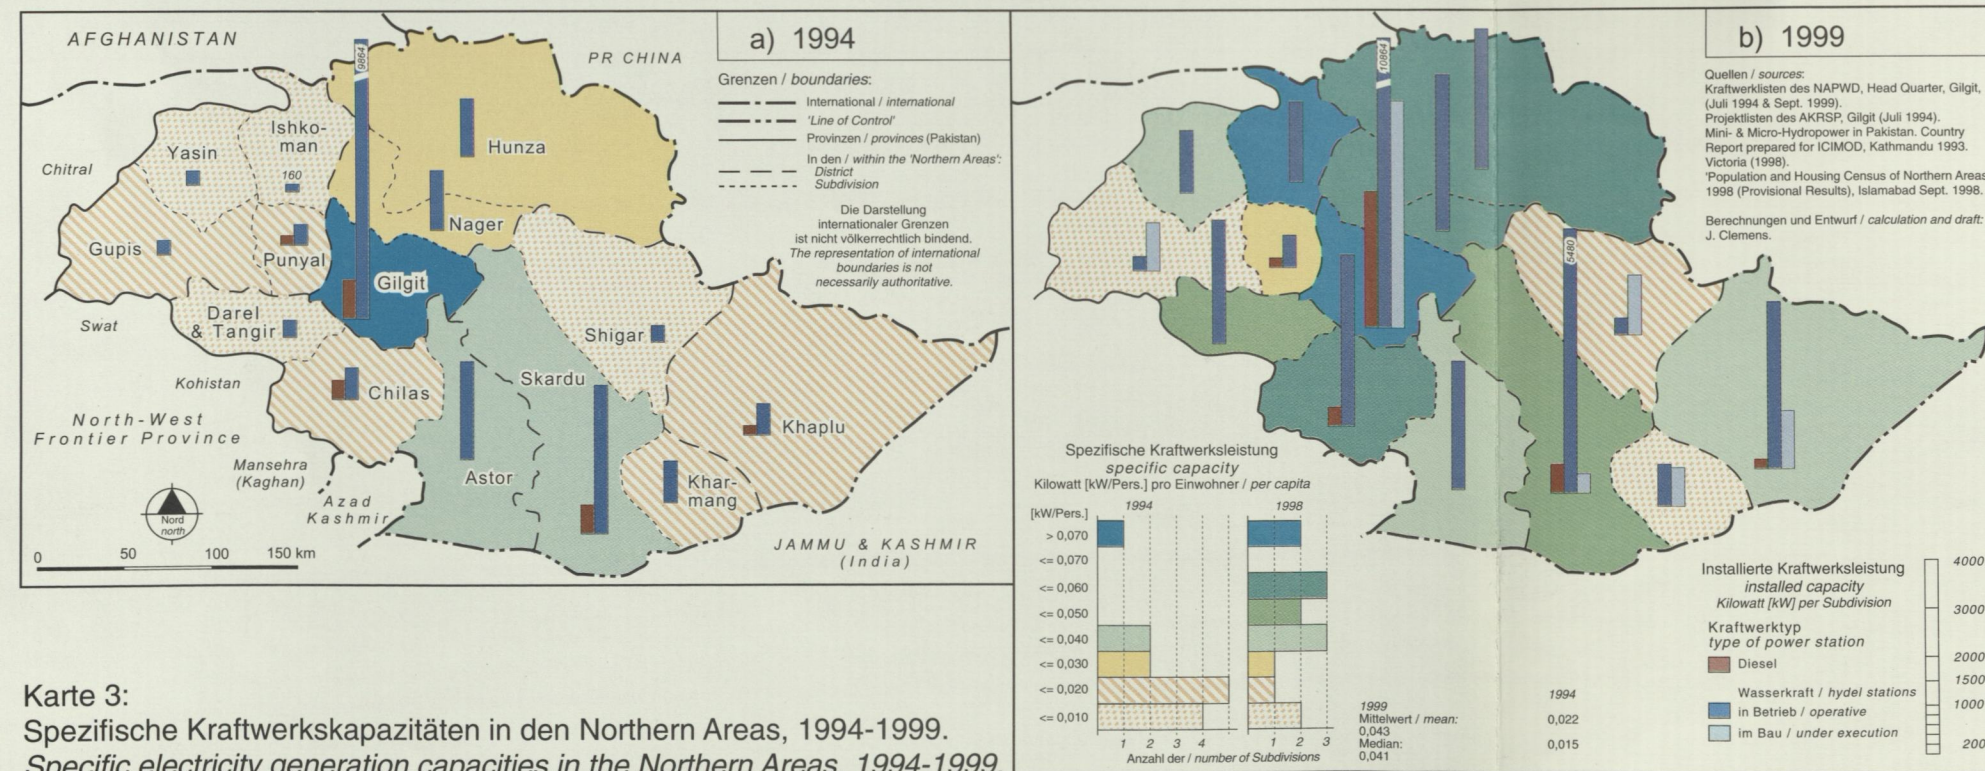 a) 1994
AFGHANISTAN
PR CHINA
9864
Grenzen / boundaries:
International / international
'Line of Control'
Provinzen / provinces (Pakistan)
In den / within the 'Northern Areas':
District
Subdivision
Die Darstellung
internationaler Grenzen
ist nicht völkerrechtlich bindend.
The representation of international
boundaries is not
necessarily authoritative.
Ishko-
man
160
Yasin
Hunza
Chitral
Nager
Gupis
Punyal
Gilgit
Swat
Darel
& Tangir
Shigar
Kohistan
Chilas
Skardu
Khaplu
North-West
Frontier Province
Mansehra
(Kaghan)
Astor
Khar-
mang
Azad
Kashmir
Nord
north
JAMMU & KASHMIR
(India)
0 50 100 150 km
b) 1999
10864
5480
Quellen / sources:
Kraftwerklisten des NAPWD, Head Quarter, Gilgit,
(Juli 1994 & Sept. 1999).
Projektlisten des AKRSP, Gilgit (Juli 1994).
Mini- & Micro-Hydropower in Pakistan. Country
Report prepared for ICIMOD, Kathmandu 1993.
Victoria (1998).
'Population and Housing Census of Northern Areas
1998 (Provisional Results), Islamabad Sept. 1998.
Berechnungen und Entwurf / calculation and draft:
J. Clemens.
Spezifische Kraftwerksleistung
specific capacity
Kilowatt [kW/Pers.] pro Einwohner / per capita
1994 1998
[kW/Pers.]
> 0,070
<= 0,070
<= 0,060
<= 0,050
<= 0,040
<= 0,030
<= 0,020
<= 0,010
1 2 3 4 1 2 3
Anzahl der / number of Subdivisions
1999 1994
Mittelwert / mean:
0,043 0,022
Median:
0,041 0,015
Installierte Kraftwerksleistung
installed capacity
Kilowatt [kW] per Subdivision
Kraftwerktyp
type of power station
Diesel
Wasserkraft / hydel stations
in Betrieb / operative
im Bau / under execution
4000
3000
2000
1500
1000
200
Karte 3:
Spezifische Kraftwerkskapazitäten in den Northern Areas, 1994-1999.
Specific electricity generation capacities in the Northern Areas, 1994-1999.